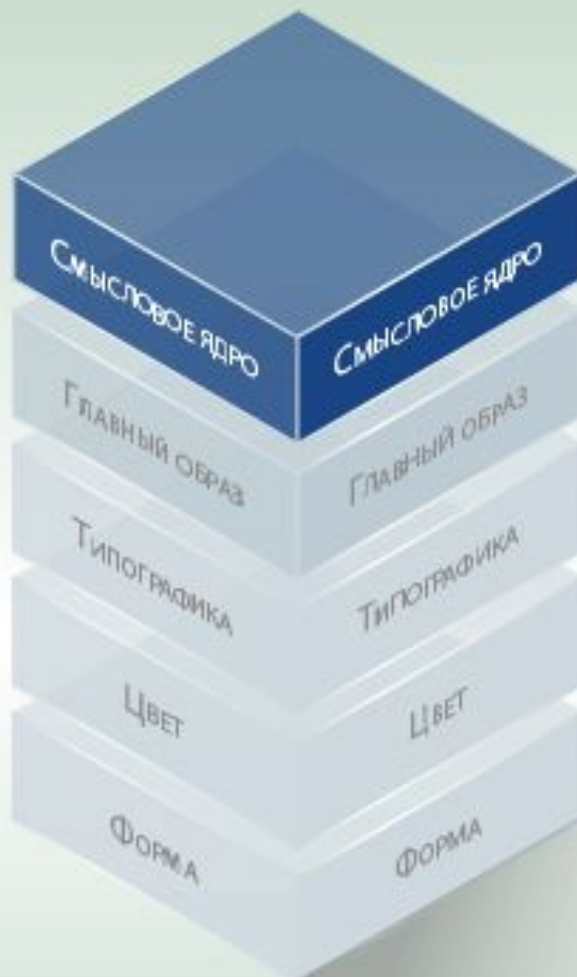 Смысловое ядро
Смысловое ядро
Главный образ
Главный образ
Типографика
Типографика
Цвет
Цвет
Форма
Форма